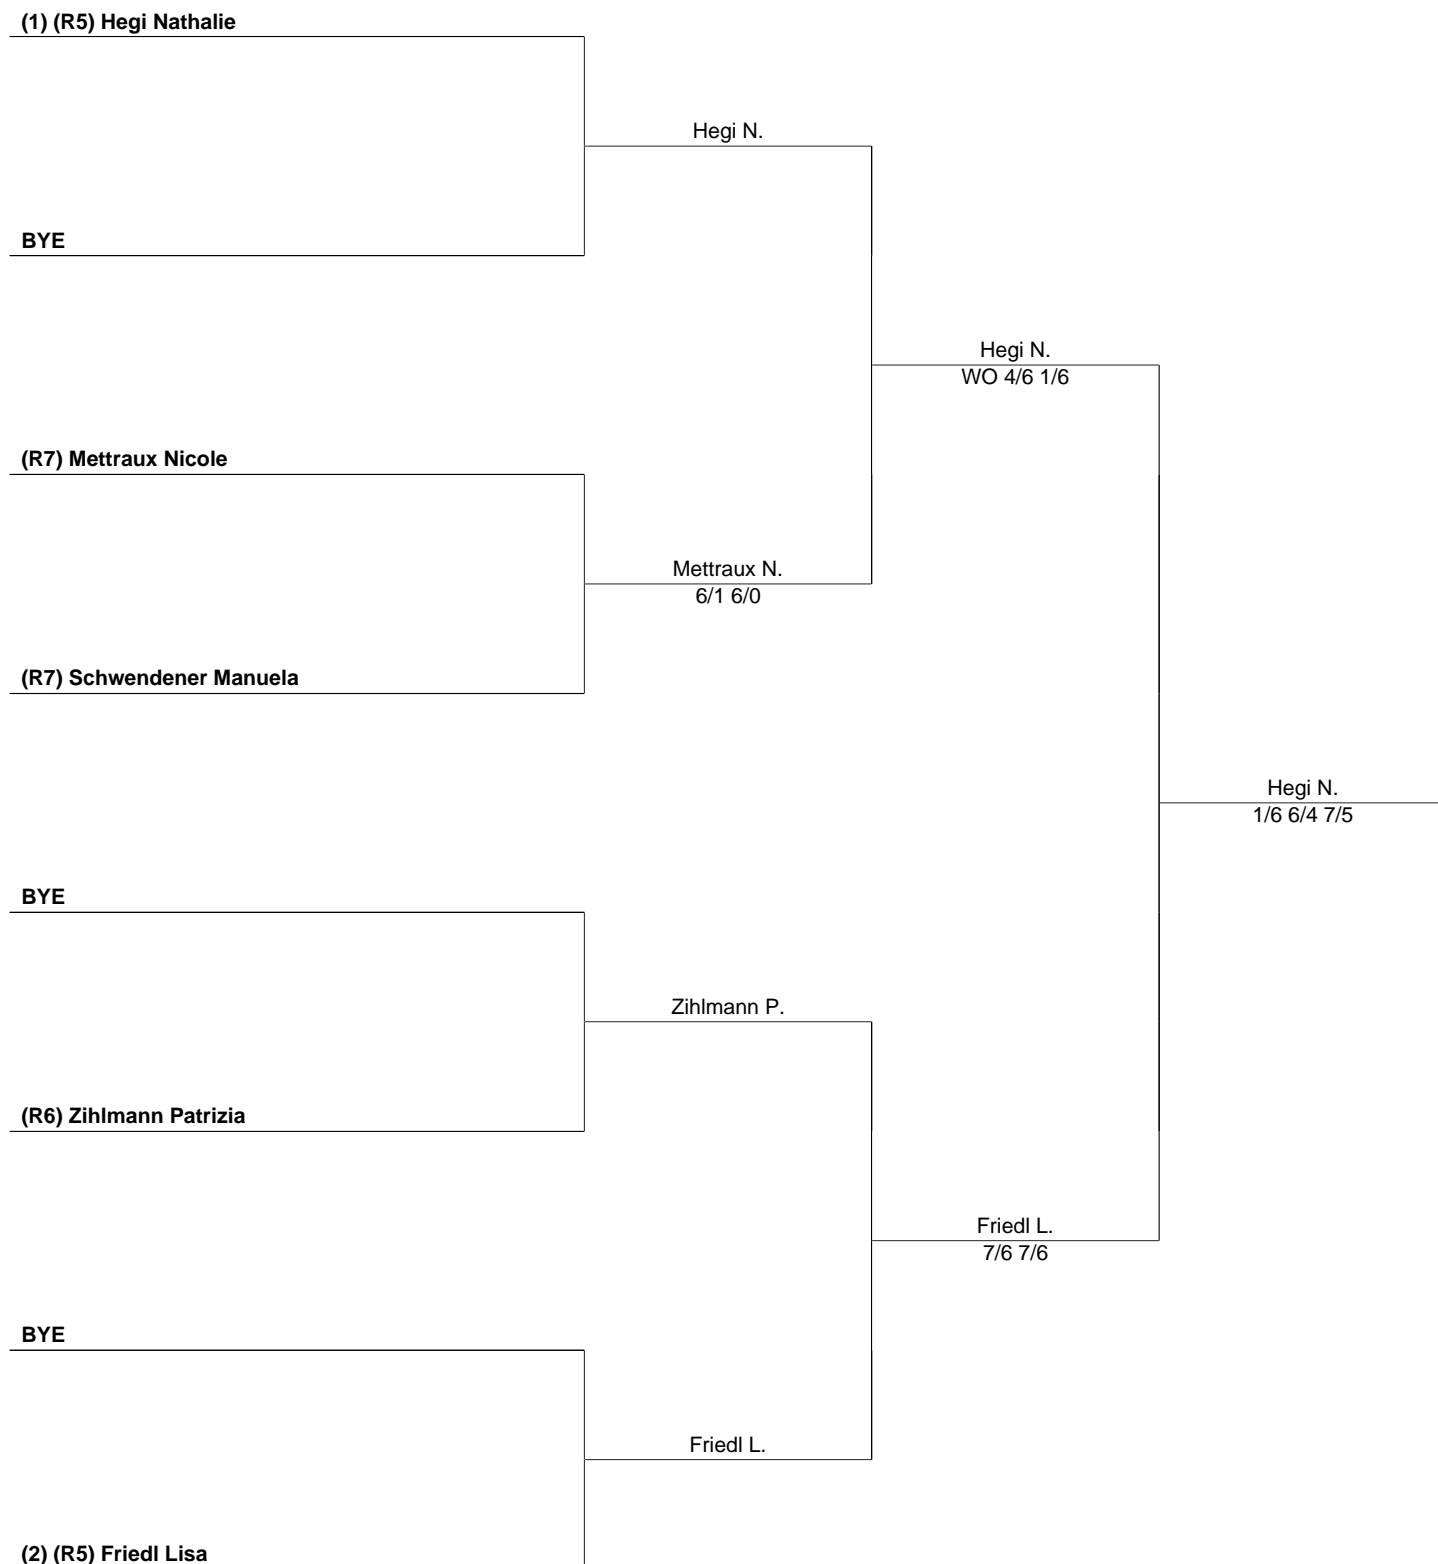 (1) (R5) Hegi Nathalie
Hegi N.
BYE
Hegi N.
WO 4/6 1/6
(R7) Mettraux Nicole
Mettraux N.
6/1 6/0
(R7) Schwendener Manuela
Hegi N.
1/6 6/4 7/5
BYE
Zihlmann P.
(R6) Zihlmann Patrizia
Friedl L.
7/6 7/6
BYE
Friedl L.
(2) (R5) Friedl Lisa